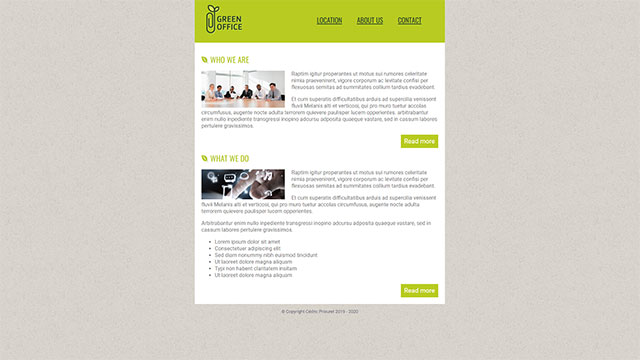 GREEN
OFFICE
LOCATION ABOUT US CONTACT
WHO WE ARE
Raptim igitur properantes ut motus sui rumores celeritate
nimia praevenirent, vigore corporum ac levitate confisi per
flexuosas semitas ad summitates collium tardius evadebant.
Et cum superatis difficultatibus arduis ad supercilia venissent
fluvii Melanis alti et verticosi, qui pro muro tuetur accolas
circumfusus, augente nocte adulta terrorem quievere paulisper lucem opperientes. arbitrabantur
enim nullo inpediente transgressi inopino adcursu adposita quaeque vastare, sed in cassum labores
pertulere gravissimos.
Read more
WHAT WE DO
Raptim igitur properantes ut motus sui rumores celeritate
nimia praevenirent, vigore corporum ac levitate confisi per
flexuosas semitas ad summitates collium tardius evadebant.
Et cum superatis difficultatibus arduis ad supercilia venissent
fluvii Melanis alti et verticosi, qui pro muro tuetur accolas circumfusus, augente nocte adulta
terrorem quievere paulisper lucem opperientes.
Arbitrabantur enim nullo inpediente transgressi inopino adcursu adposita quaeque vastare, sed in
cassum labores pertulere gravissimos.
Lorem ipsum dolor sit amet
Consectetuer adipiscing elit
Sed diam nonummy nibh euismod tincidunt
Ut laoreet dolore magna aliquam
Typi non habent claritatem insitam
Ut laoreet dolore magna aliquam
Read more
© Copyright Cédric Procuret 2019 - 2020